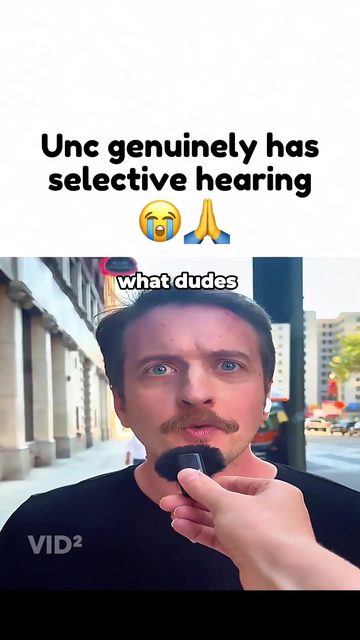 Unc genuinely has
selective hearing
😭🙏
what dudes
VID²